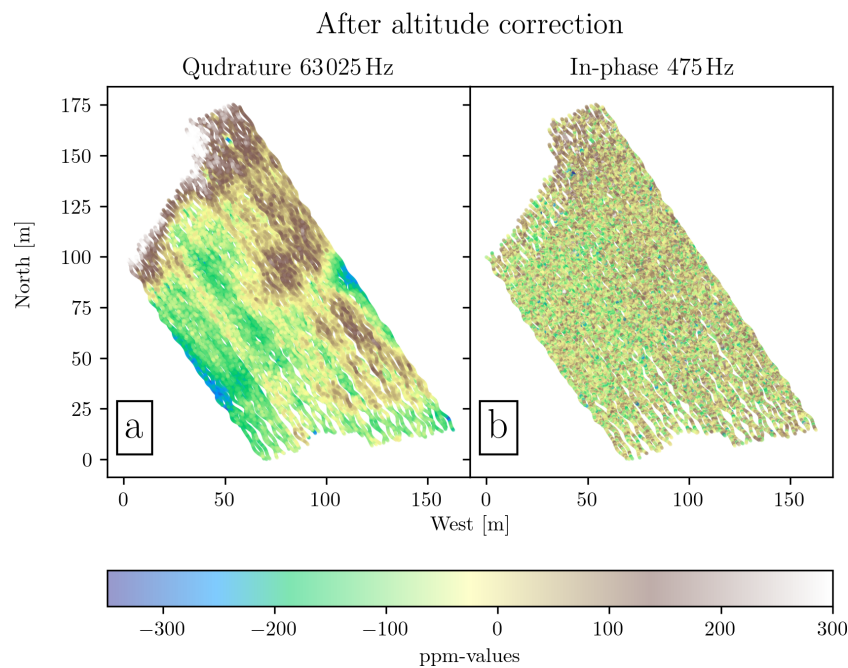 After altitude correction
Qudrature 63025 Hz
In-phase 475 Hz
North [m]
175
150
125
100
75
50
25
0
a
b
0 50 100 150
0 50 100 150
West [m]
−300 −200 −100 0 100 200 300
ppm-values